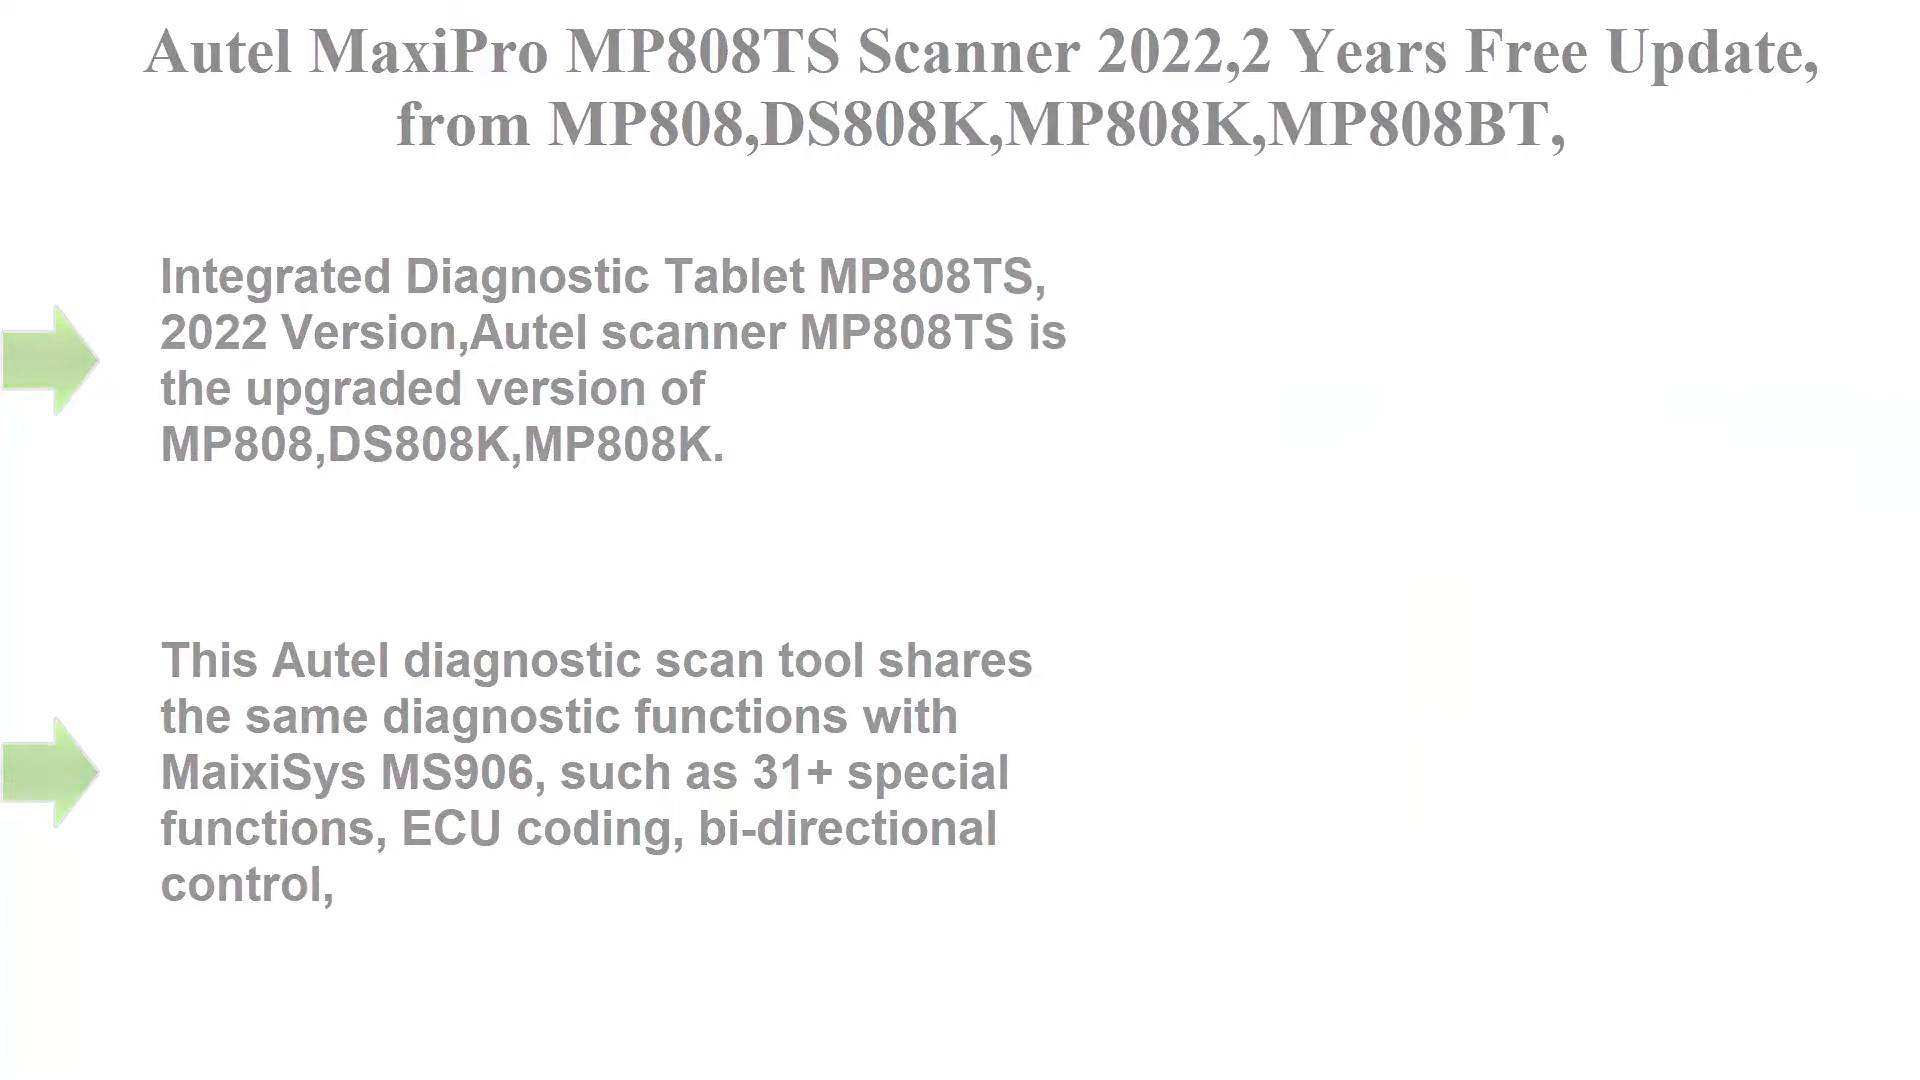 Autel MaxiPro MP808TS Scanner 2022,2 Years Free Update,
from MP808,DS808K,MP808K,MP808BT,
Integrated Diagnostic Tablet MP808TS,
2022 Version,Autel scanner MP808TS is
the upgraded version of
MP808,DS808K,MP808K.
This Autel diagnostic scan tool shares
the same diagnostic functions with
MaixiSys MS906, such as 31+ special
functions, ECU coding, bi-directional
control,